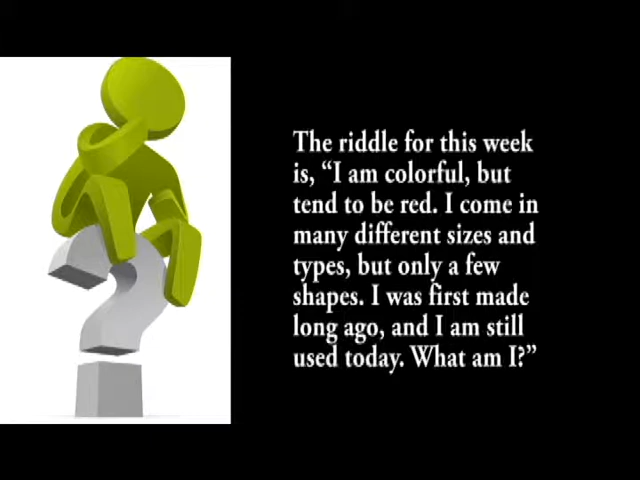 The riddle for this week
is, “I am colorful, but
tend to be red. I come in
many different sizes and
types, but only a few
shapes. I was first made
long ago, and I am still
used today. What am I?”